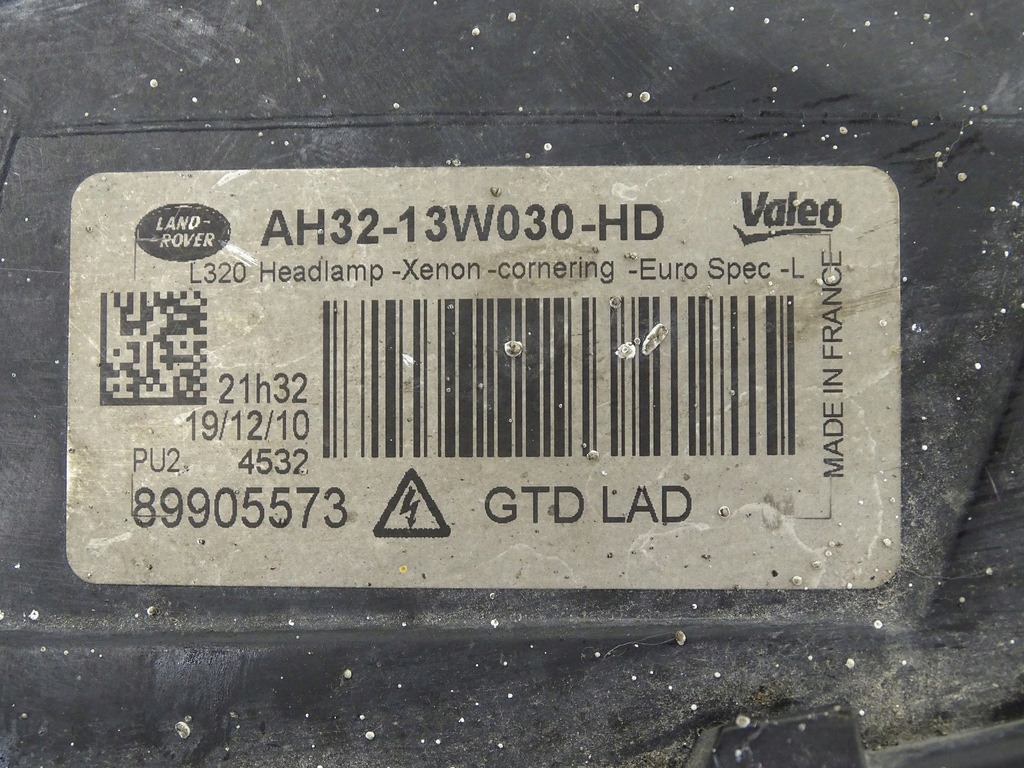 LAND-
ROVER
AH32-13W030-HD
Valeo
L320 Headlamp -Xenon -cornering -Euro Spec -L
MADE IN FRANCE
21h32
19/12/10
PU2 4532
89905573
GTD LAD